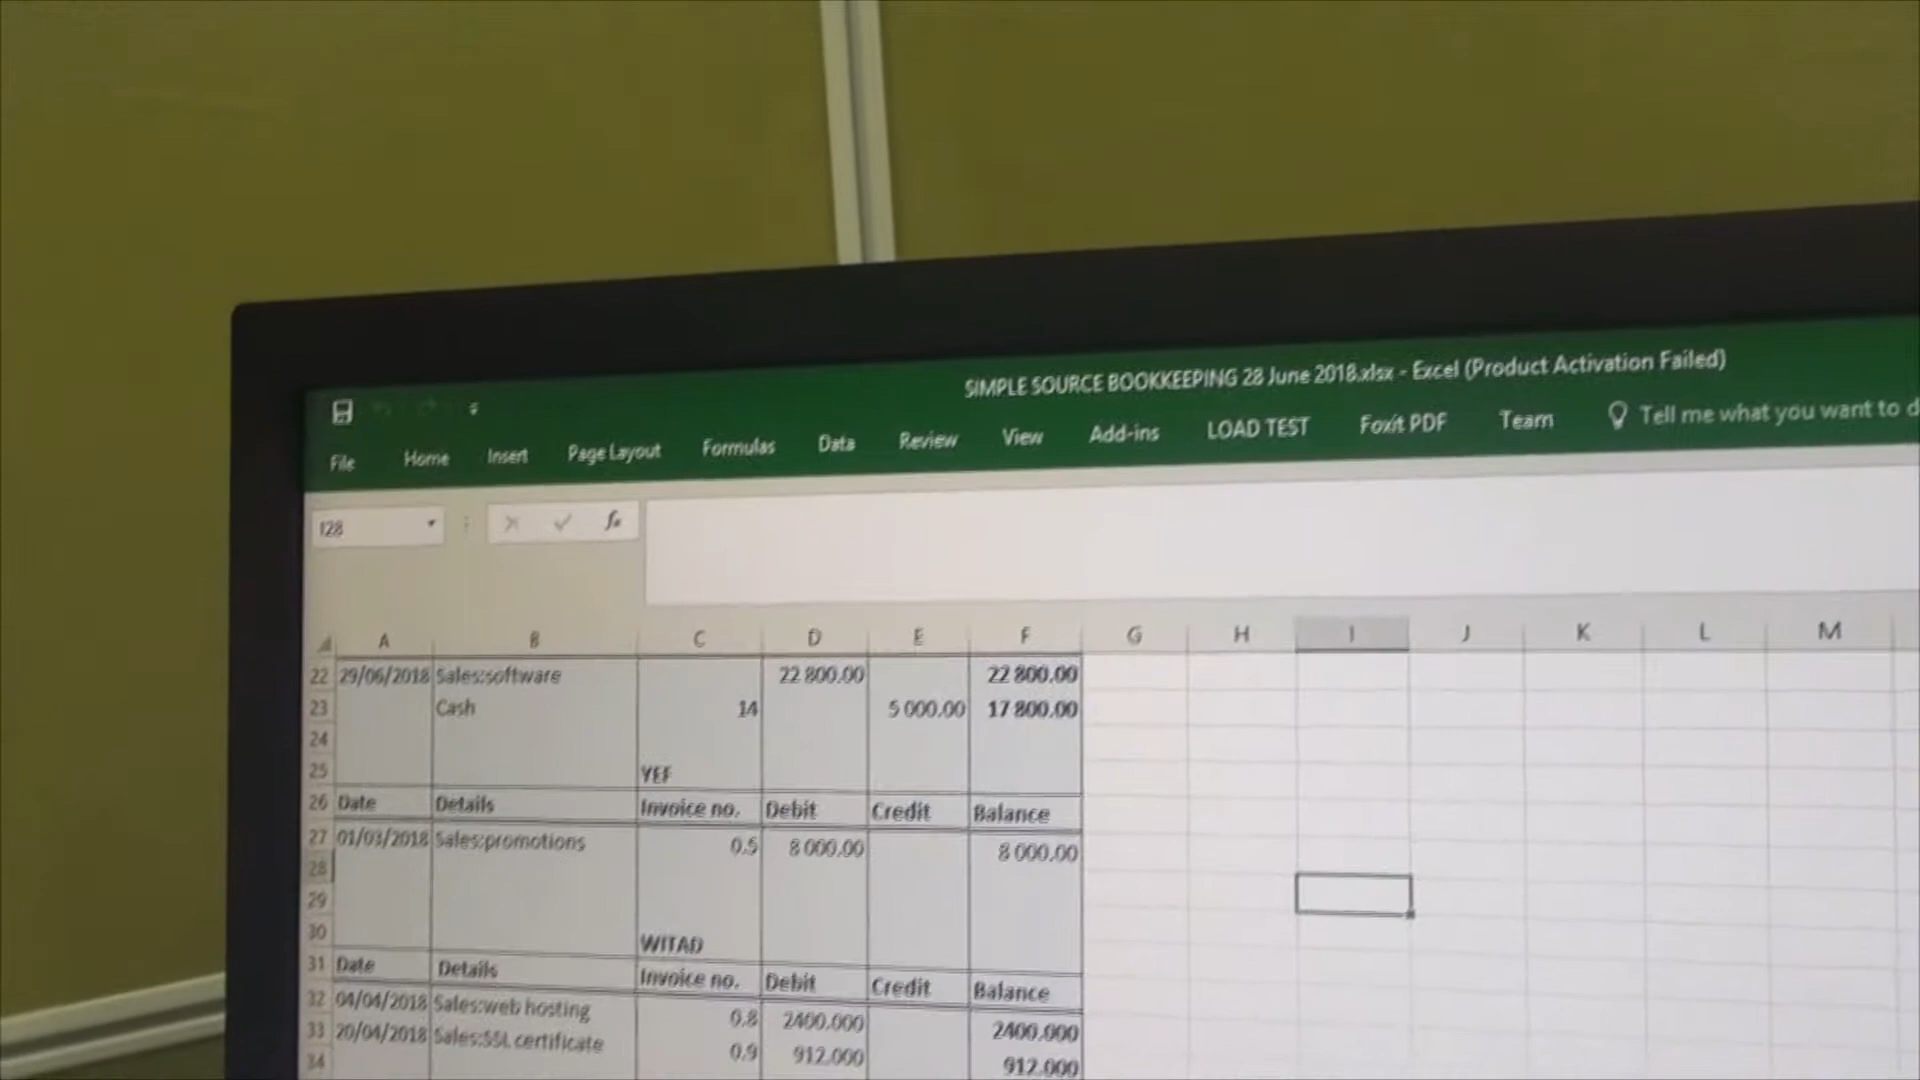 SIMPLE SOURCE BOOKKEEPING 28 June 2018.xlsx - Excel (Product Activation Failed)
File Home Insert Page Layout Formulas Data Review View Add-ins LOAD TEST Foxit PDF Team Tell me what you want to d
I28 fx
A B C D E F G H I J K L M
22 29/06/2018 Sales:software 22 800.00 22 800.00
23 Cash 14 5 000.00 17 800.00
24
25 YEF
26 Date Details Invoice no. Debit Credit Balance
27 01/03/2018 Sales:promotions 0.5 8 000.00 8 000.00
28
29
30 WITAD
31 Date Details Invoice no. Debit Credit Balance
32 04/04/2018 Sales:web hosting 0.8 2400.000 2400.000
33 20/04/2018 Sales:SSL certificate 0.9 912.000 912.000
34